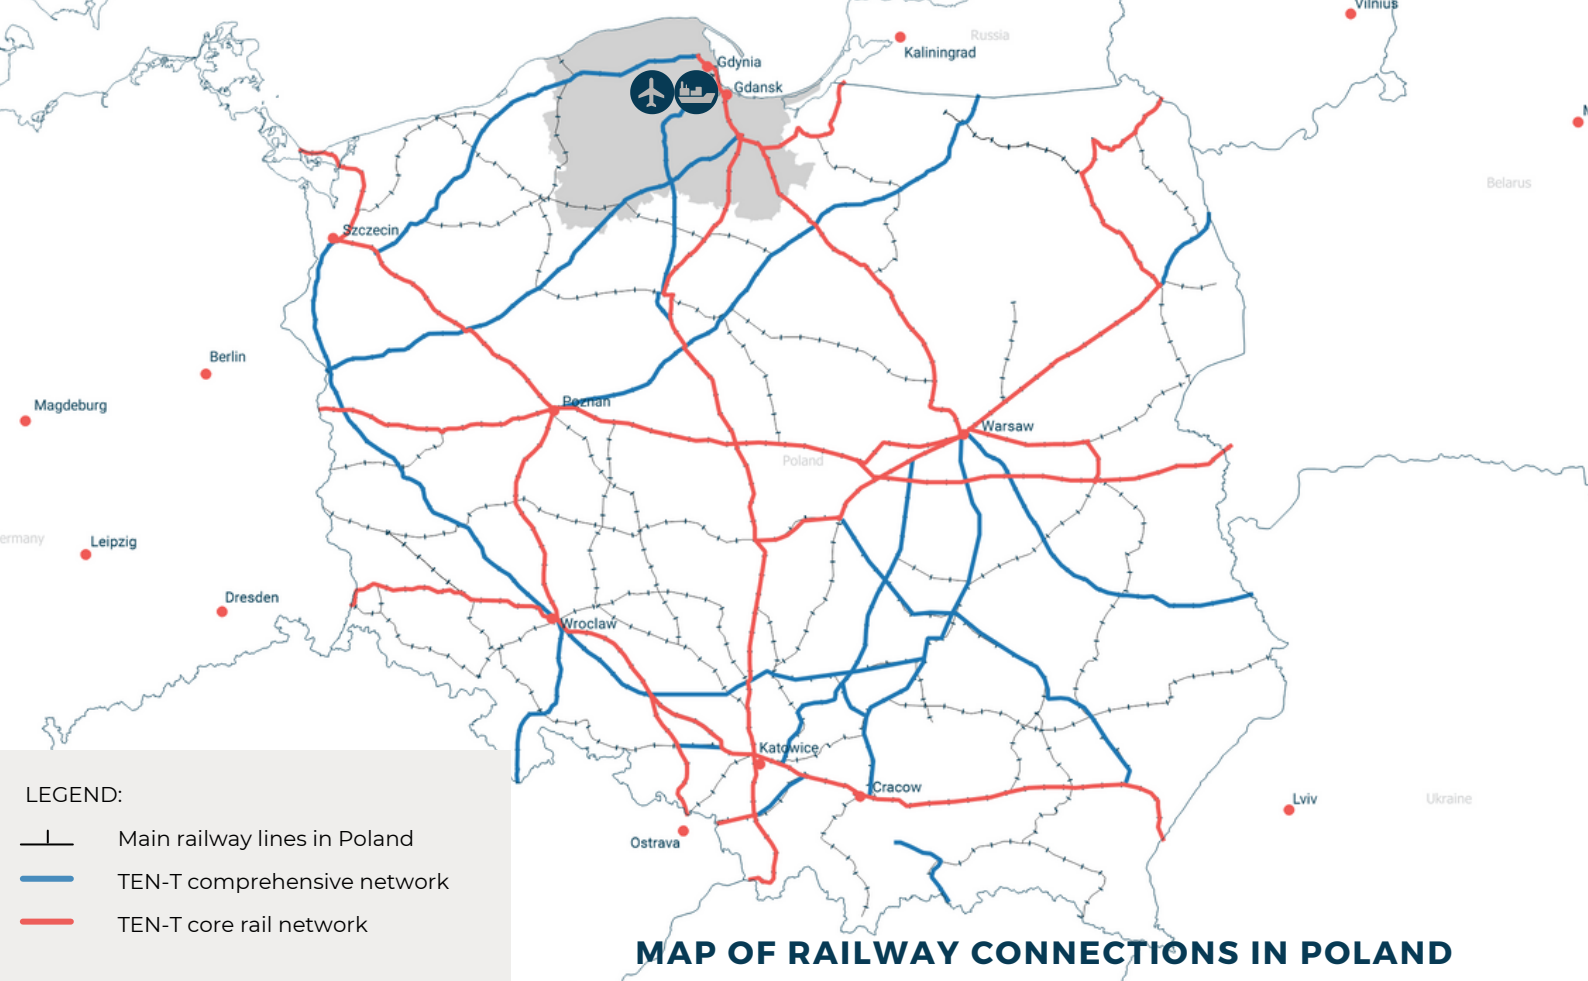 Vilnius
Russia
Kaliningrad
Gdynia
Gdansk
Belarus
Szczecin
Berlin
Magdeburg
Poznan
Warsaw
Poland
ermany
Leipzig
Dresden
Wroclaw
Katowice
Cracow
Lviv
Ukraine
Ostrava
LEGEND:
Main railway lines in Poland
TEN-T comprehensive network
TEN-T core rail network
MAP OF RAILWAY CONNECTIONS IN POLAND